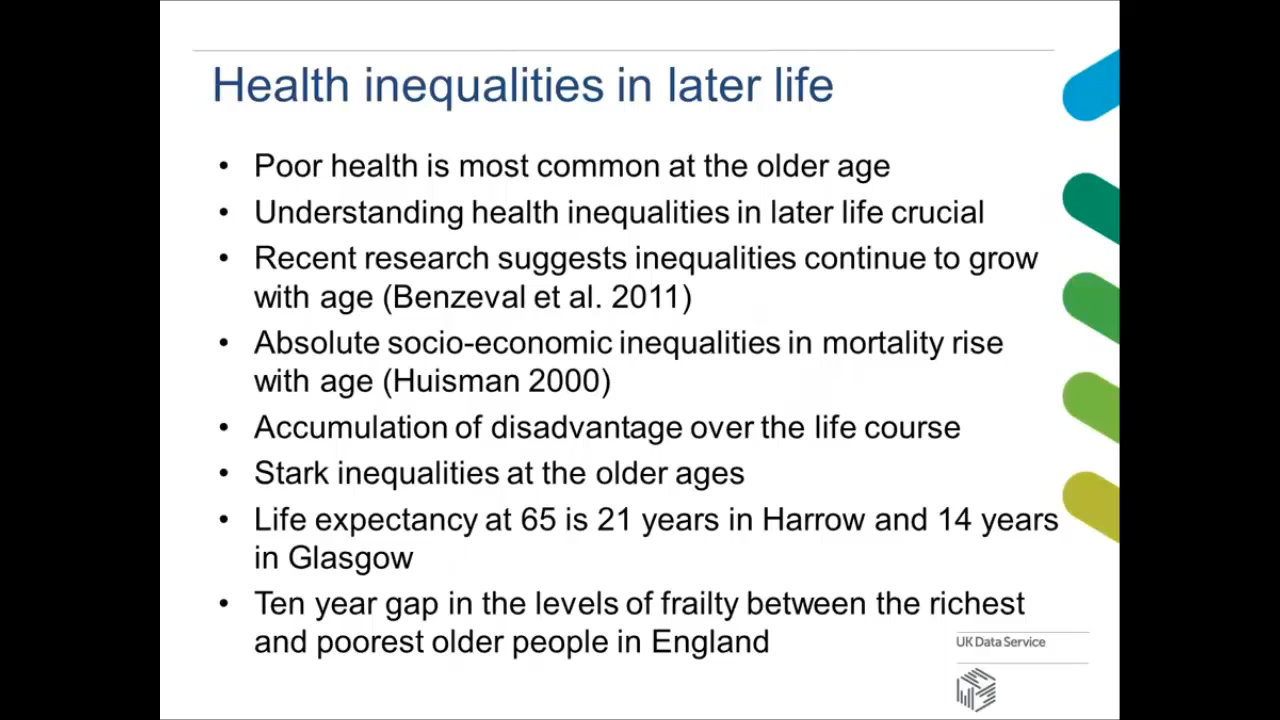 Health inequalities in later life
• Poor health is most common at the older age
• Understanding health inequalities in later life crucial
• Recent research suggests inequalities continue to grow
with age (Benzeval et al. 2011)
• Absolute socio-economic inequalities in mortality rise
with age (Huisman 2000)
• Accumulation of disadvantage over the life course
• Stark inequalities at the older ages
• Life expectancy at 65 is 21 years in Harrow and 14 years
in Glasgow
• Ten year gap in the levels of frailty between the richest
and poorest older people in England
UK Data Service